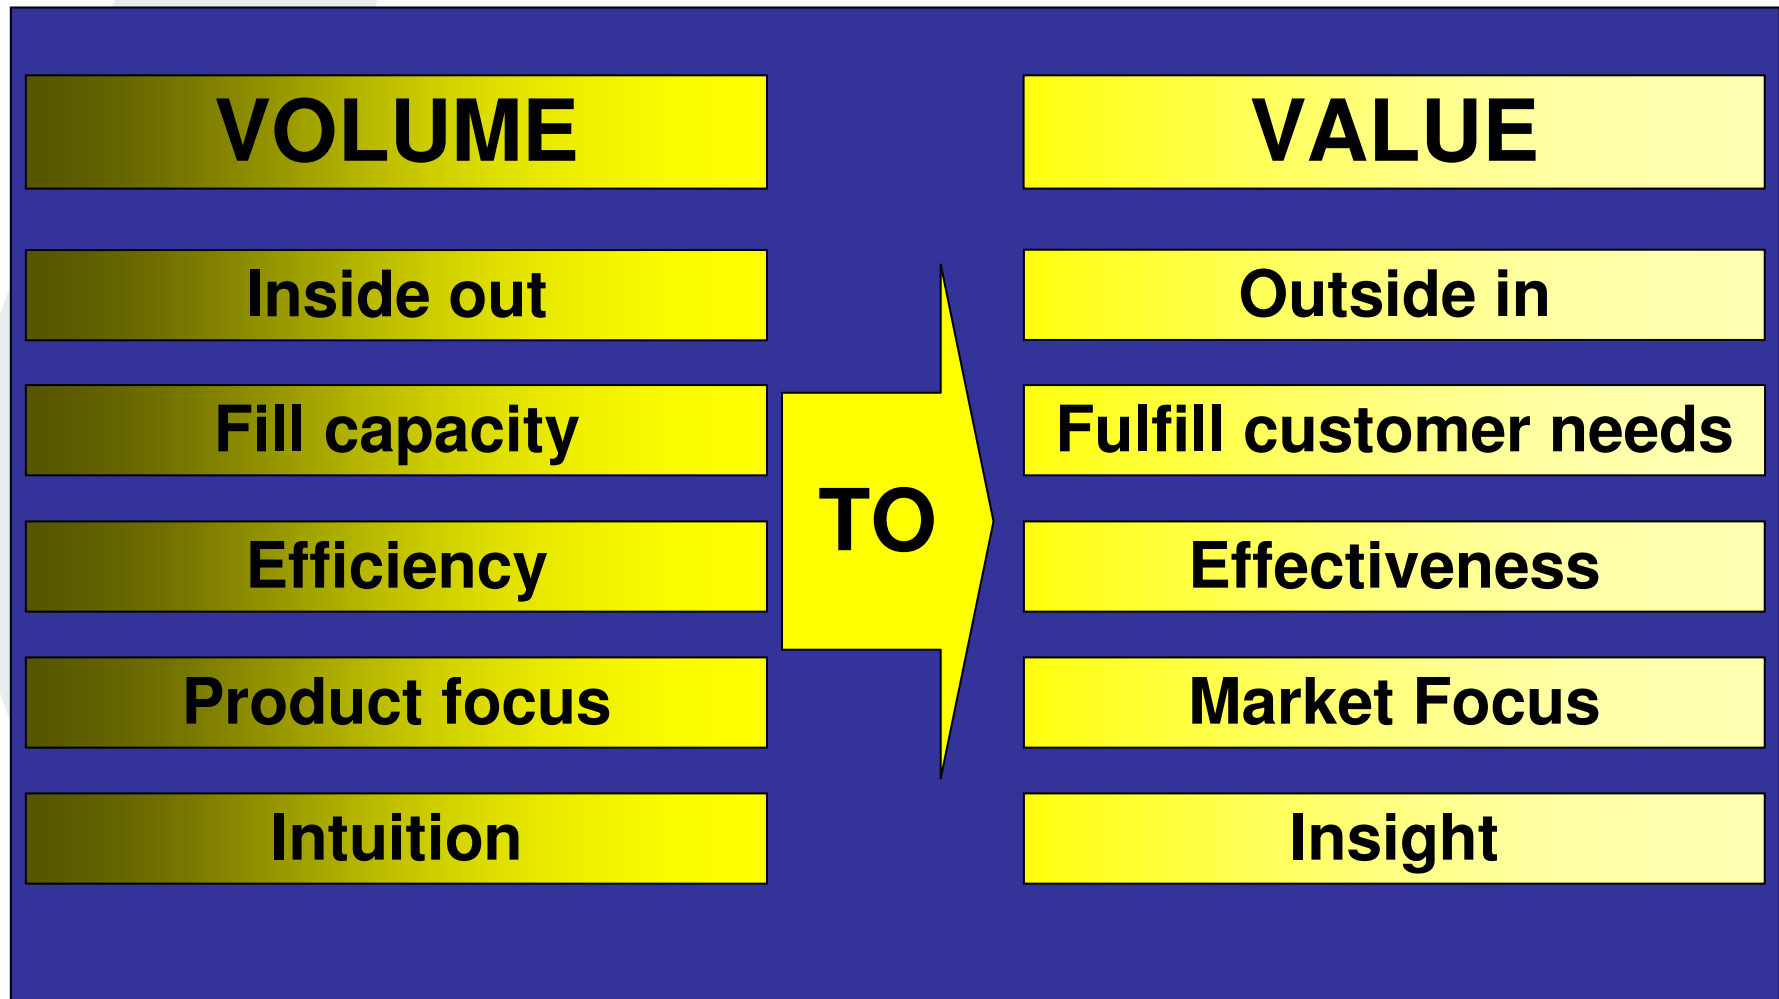 VOLUME
VALUE
Inside out
Outside in
Fill capacity
Fulfill customer needs
TO
Efficiency
Effectiveness
Product focus
Market Focus
Intuition
Insight